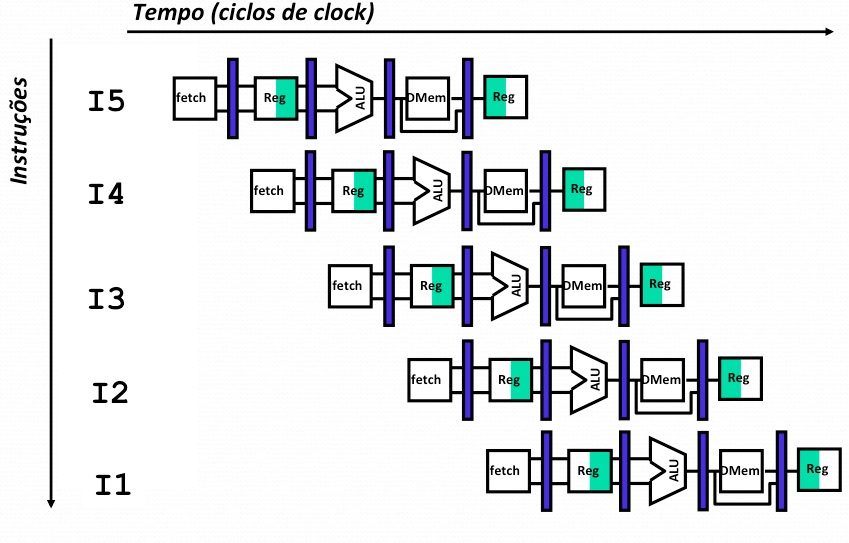 Tempo (ciclos de clock)
Instruções
I5
fetch
Reg
ALU
DMem
Reg
I4
fetch
Reg
ALU
DMem
Reg
I3
fetch
Reg
ALU
DMem
Reg
I2
fetch
Reg
ALU
DMem
Reg
I1
fetch
Reg
ALU
DMem
Reg